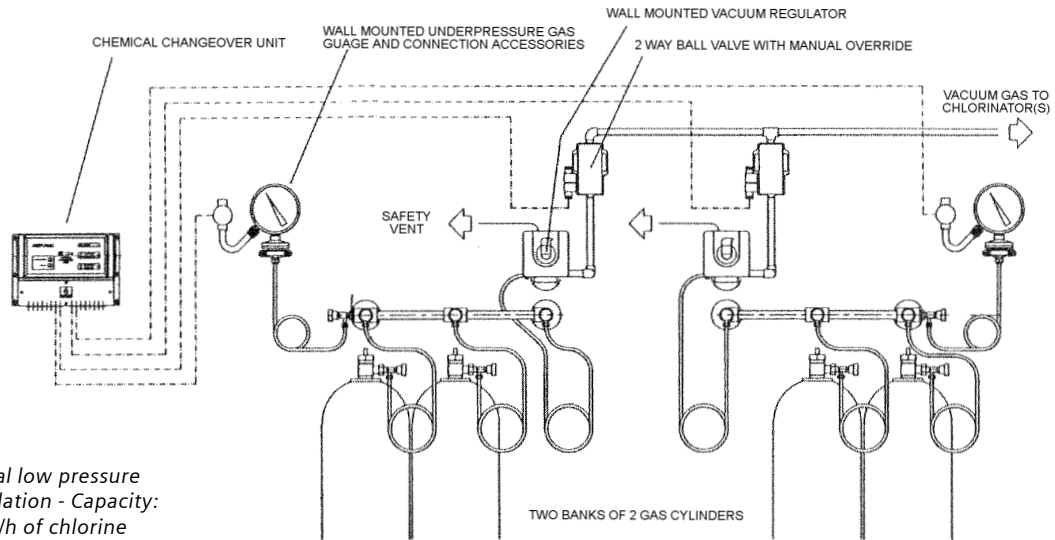 WALL MOUNTED VACUUM REGULATOR
CHEMICAL CHANGEOVER UNIT
WALL MOUNTED UNDERPRESSURE GAS
GUAGE AND CONNECTION ACCESSORIES
2 WAY BALL VALVE WITH MANUAL OVERRIDE
VACUUM GAS TO
CHLORINATOR(S)
SAFETY
VENT
al low pressure
lation - Capacity:
/h of chlorine
TWO BANKS OF 2 GAS CYLINDERS